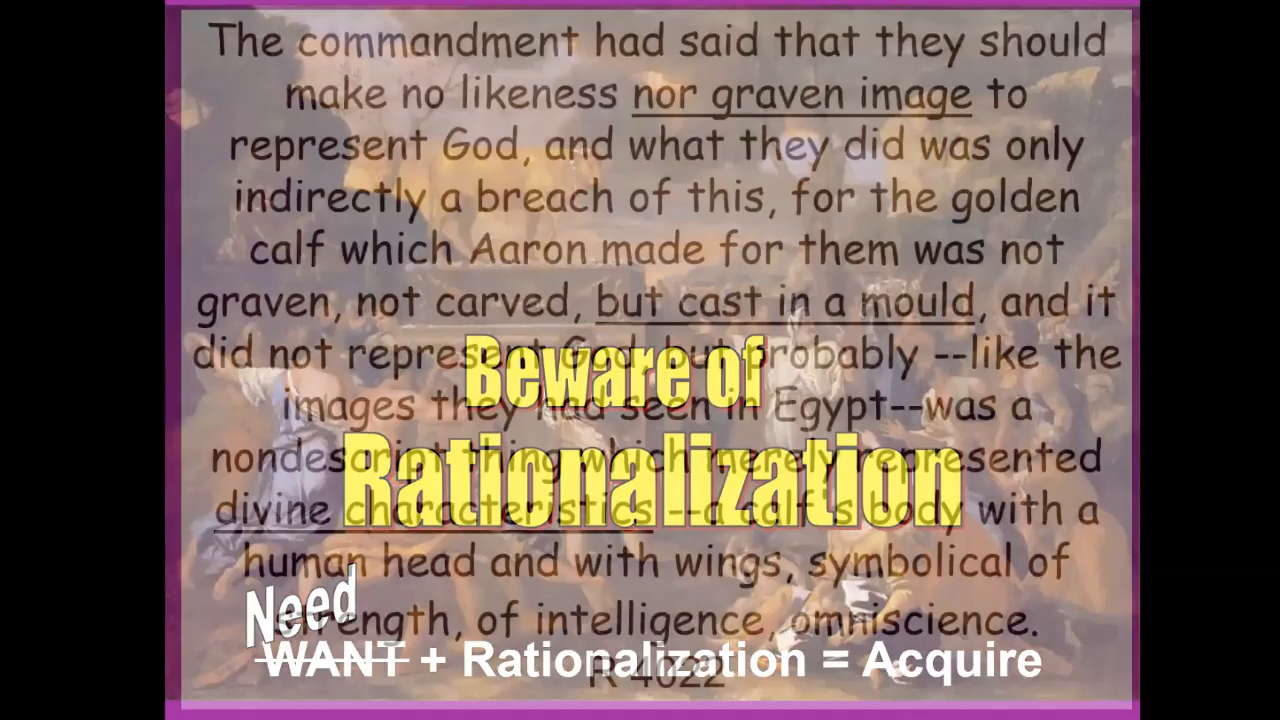 The commandment had said that they should
make no likeness nor graven image to
represent God, and what they did was only
indirectly a breach of this, for the golden
calf which Aaron made for them was not
graven, not carved, but cast in a mould, and it
did not represent God, but probably --like the
images they had seen in Egypt--was a
nondescript thing which merely represented
divine characteristics --a calf's body with a
human head and with wings, symbolical of
strength, of intelligence, omniscience.
R 4022
Beware of
Rationalization
Need
WANT + Rationalization = Acquire